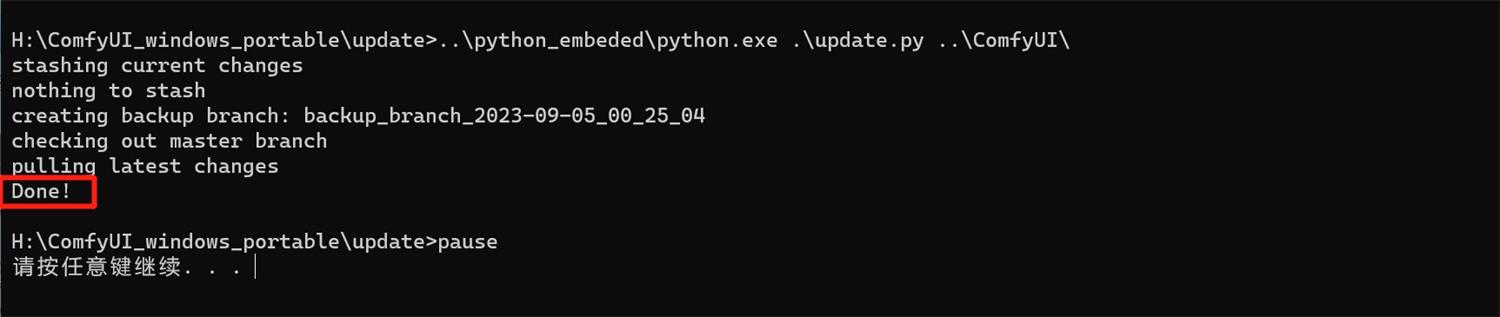 H:\ComfyUI_windows_portable\update>..\python_embeded\python.exe .\update.py ..\ComfyUI\
stashing current changes
nothing to stash
creating backup branch: backup_branch_2023-09-05_00_25_04
checking out master branch
pulling latest changes
Done!
H:\ComfyUI_windows_portable\update>pause
请按任意键继续. . .